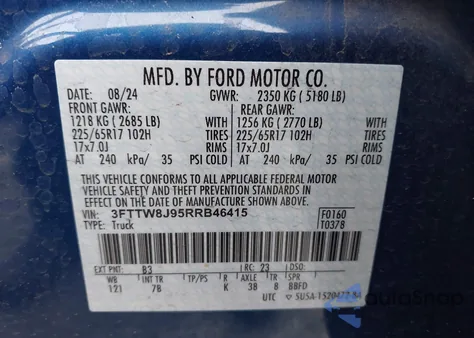 MFD. BY FORD MOTOR CO.
DATE: 08/24 GVWR: 2350 KG ( 5180 LB)
FRONT GAWR: REAR GAWR:
1218 KG ( 2685 LB) WITH 1256 KG ( 2770 LB) WITH
225/65R17 102H TIRES 225/65R17 102H TIRES
17x7.0J RIMS 17x7.0J RIMS
AT 240 kPa/ 35 PSI COLD AT 240 kPa/ 35 PSI COLD
THIS VEHICLE CONFORMS TO ALL APPLICABLE FEDERAL MOTOR
VEHICLE SAFETY AND THEFT PREVENTION STANDARDS IN
EFFECT ON THE DATE OF MANUFACTURE SHOWN ABOVE.
VIN: 3FTTW8J95RRB46415 F0160
TYPE: Truck T0378
EXT PNT: B3 RC: 23 DSO:
WB INT TR TP/PS R AXLE TR SPR
121 7B K 38 8 BBFD
UTC
autoSnap